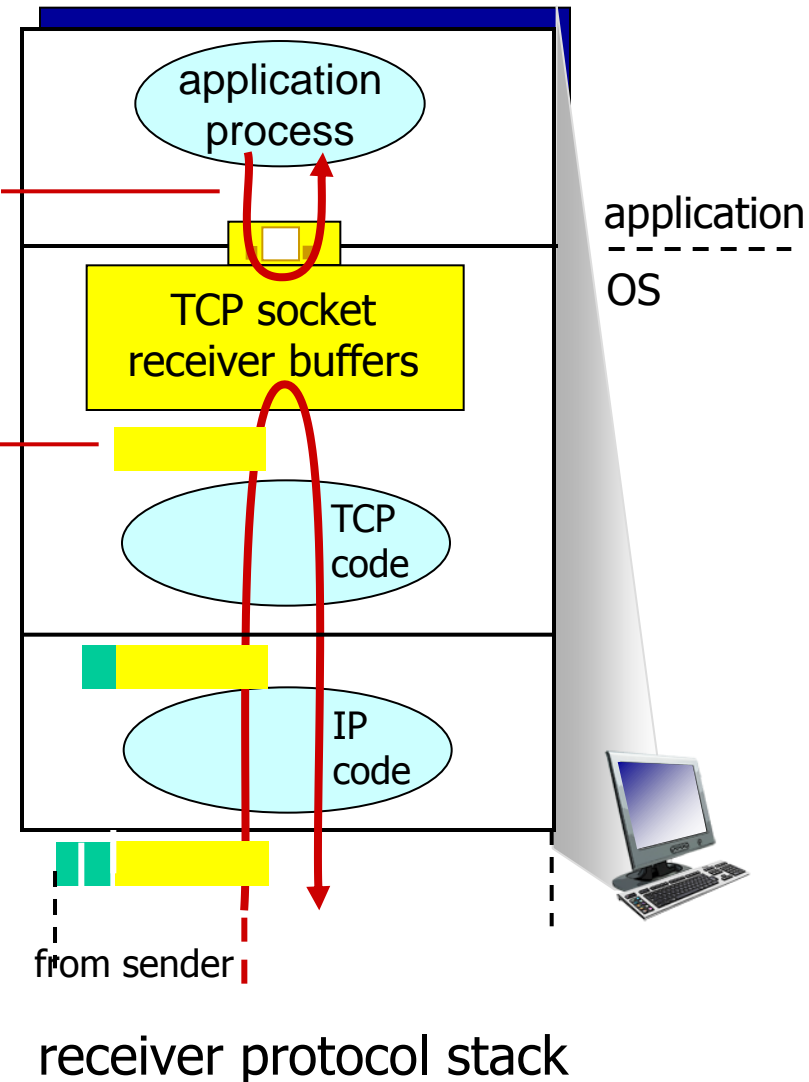 application
process
application
OS
TCP socket
receiver buffers
TCP
code
IP
code
from sender
receiver protocol stack